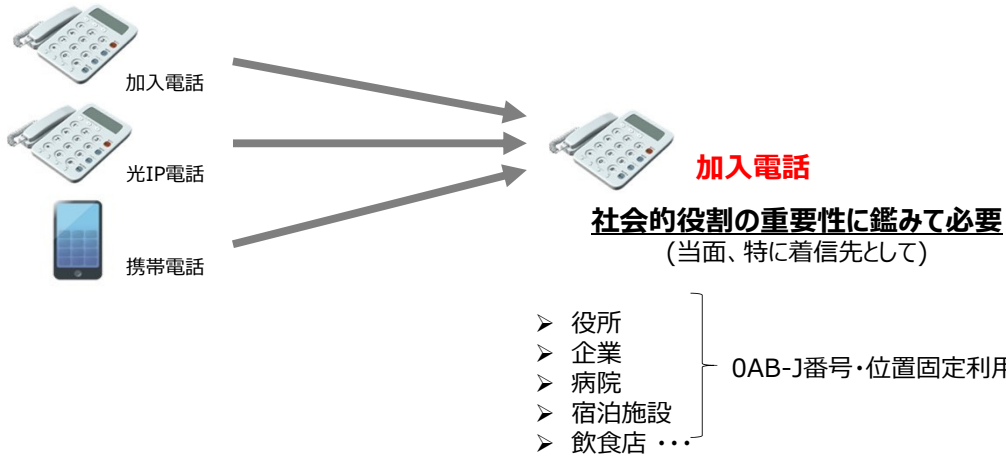 加入電話
光IP電話
携帯電話
加入電話
社会的役割の重要性に鑑みて必要
(当面、特に着信先として)
➢ 役所
➢ 企業
➢ 病院
➢ 宿泊施設
➢ 飲食店 ・・・
0AB-J番号・位置固定利用